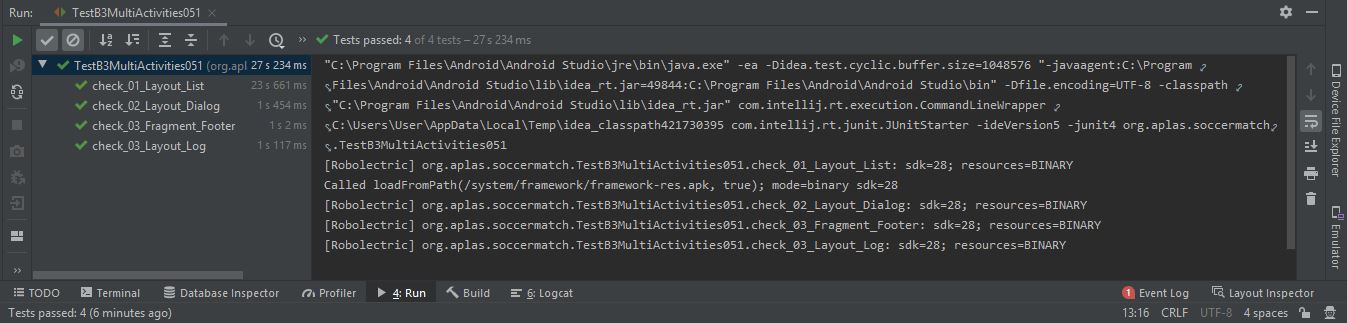 Run: TestB3MultiActivities051 ×
Tests passed: 4 of 4 tests – 27 s 234 ms
TestB3MultiActivities051 (org.apl 27 s 234 ms
check_01_Layout_List 23 s 661 ms
check_02_Layout_Dialog 1 s 454 ms
check_03_Fragment_Footer 1 s 2 ms
check_03_Layout_Log 1 s 117 ms
"C:\Program Files\Android\Android Studio\jre\bin\java.exe" -ea -Didea.test.cyclic.buffer.size=1048576 "-javaagent:C:\Program
Files\Android\Android Studio\lib\idea_rt.jar=49844:C:\Program Files\Android\Android Studio\bin" -Dfile.encoding=UTF-8 -classpath
"C:\Program Files\Android\Android Studio\lib\idea_rt.jar" com.intellij.rt.execution.CommandLineWrapper
C:\Users\User\AppData\Local\Temp\idea_classpath421730395 com.intellij.rt.junit.JUnitStarter -ideVersion5 -junit4 org.aplas.soccermatch
.TestB3MultiActivities051
[Robolectric] org.aplas.soccermatch.TestB3MultiActivities051.check_01_Layout_List: sdk=28; resources=BINARY
Called loadFromPath(/system/framework/framework-res.apk, true); mode=binary sdk=28
[Robolectric] org.aplas.soccermatch.TestB3MultiActivities051.check_02_Layout_Dialog: sdk=28; resources=BINARY
[Robolectric] org.aplas.soccermatch.TestB3MultiActivities051.check_03_Fragment_Footer: sdk=28; resources=BINARY
[Robolectric] org.aplas.soccermatch.TestB3MultiActivities051.check_03_Layout_Log: sdk=28; resources=BINARY
Device File Explorer
Emulator
TODO Terminal Database Inspector Profiler 4: Run Build 6: Logcat 1 Event Log Layout Inspector
Tests passed: 4 (6 minutes ago) 13:16 CRLF UTF-8 4 spaces